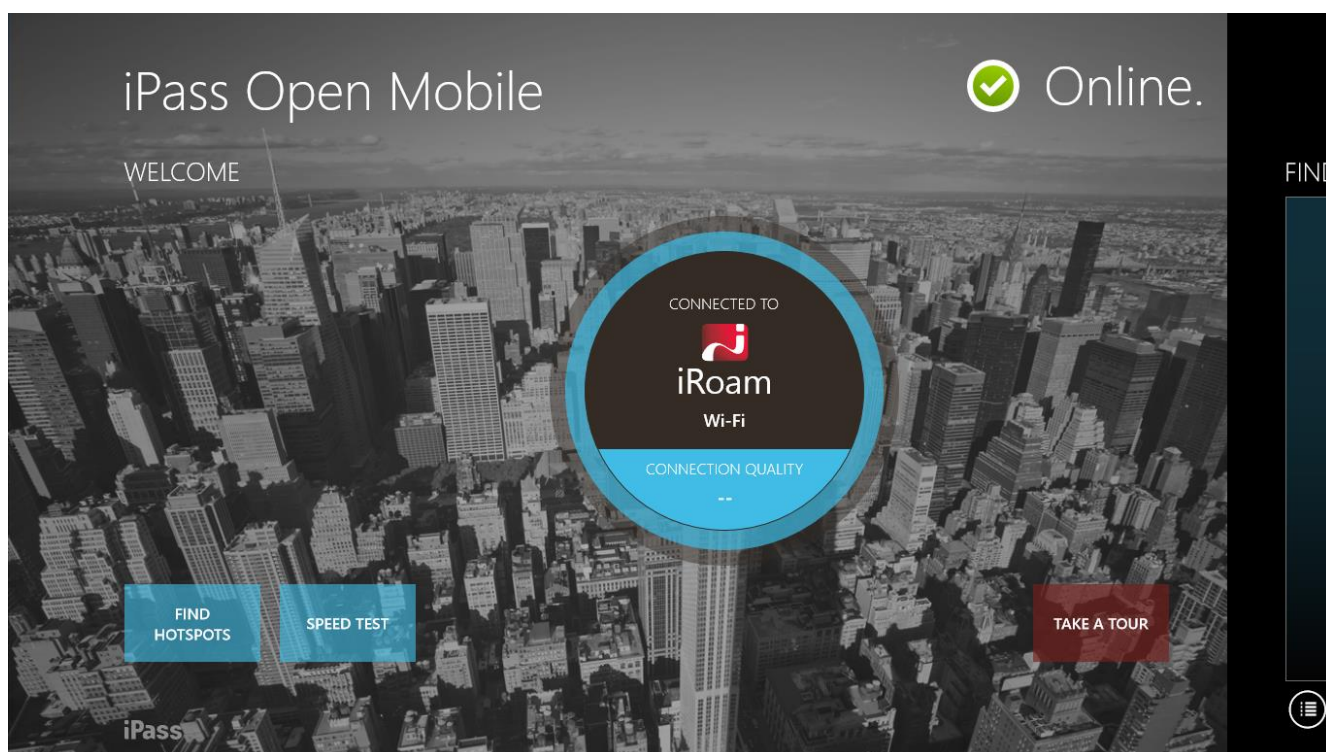 iPass Open Mobile
Online.
WELCOME
FIND
CONNECTED TO
iRoam
Wi-Fi
CONNECTION QUALITY
--
FIND
HOTSPOTS
SPEED TEST
TAKE A TOUR
iPass